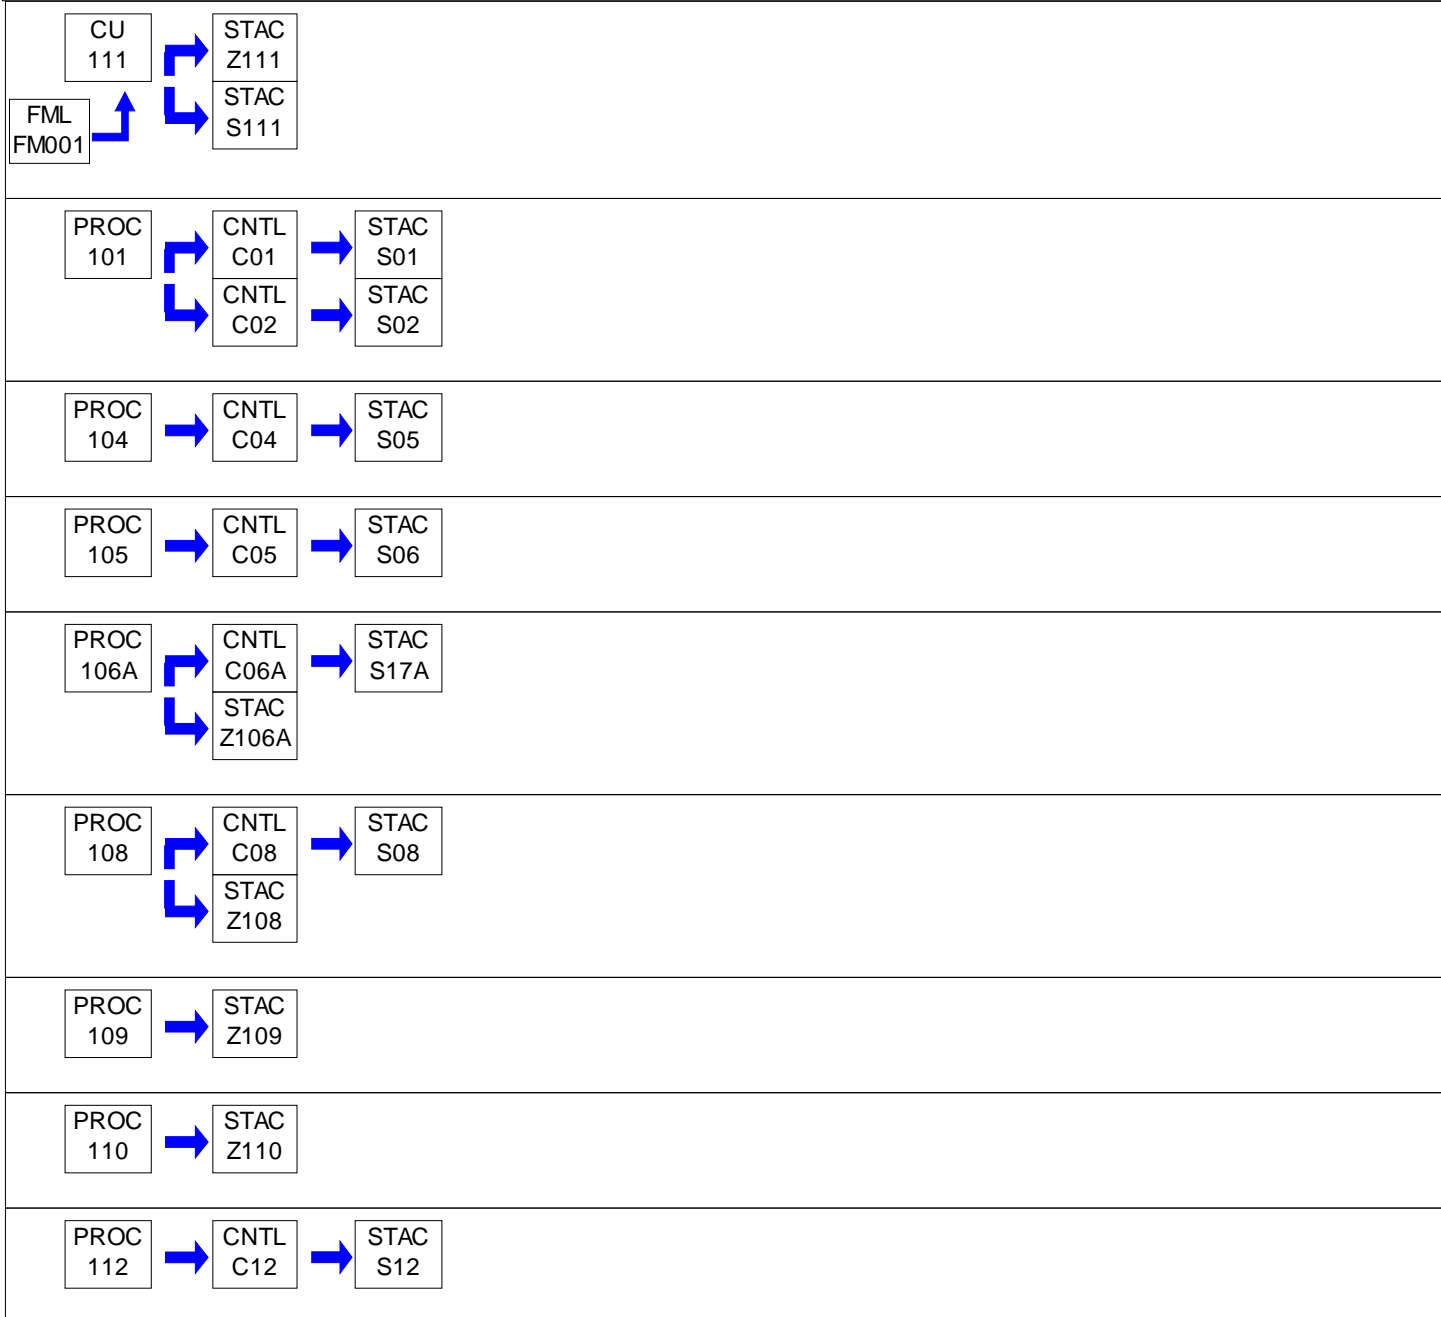 CU
111
STAC
Z111
STAC
S111
FML
FM001
PROC
101
CNTL
C01
STAC
S01
CNTL
C02
STAC
S02
PROC
104
CNTL
C04
STAC
S05
PROC
105
CNTL
C05
STAC
S06
PROC
106A
CNTL
C06A
STAC
S17A
STAC
Z106A
PROC
108
CNTL
C08
STAC
S08
STAC
Z108
PROC
109
STAC
Z109
PROC
110
STAC
Z110
PROC
112
CNTL
C12
STAC
S12